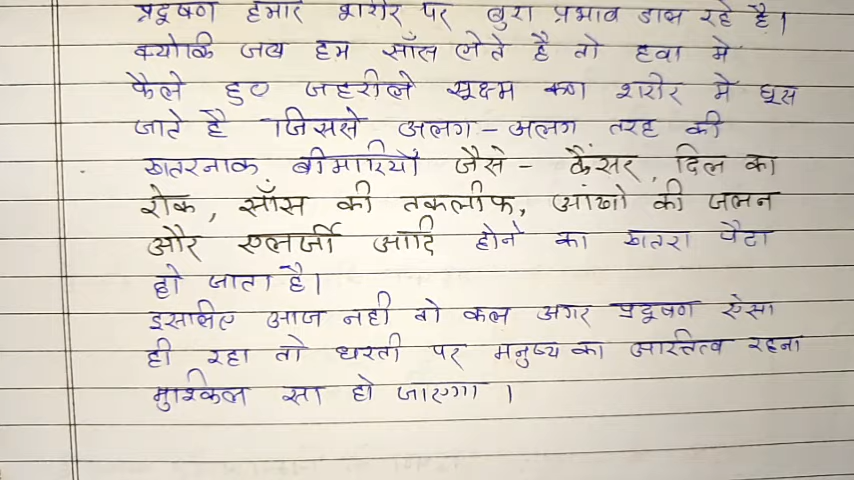 प्रदूषण हमारे शरीर पर बुरा प्रभाव डाल रहे है।
क्योकि जब हम साँस लेते है तो हवा मे
फैले हुए जहरीले सूक्ष्म कण शरीर मे घूस
जाते है जिससे अलग-अलग तरह की
खतरनाक बीमारियाँ जैसे - कैंसर, दिल का
रोक, साँस की तकलीफ, आंखो की जलन
और एलर्जी आदि होने का खतरा पैदा
हो जाता है।
इसलिए आज नही तो कल अगर प्रदूषण ऐसा
ही रहा तो धरती पर मनुष्य का अस्तित्व रहना
मुश्किल सा हो जाएगा ।